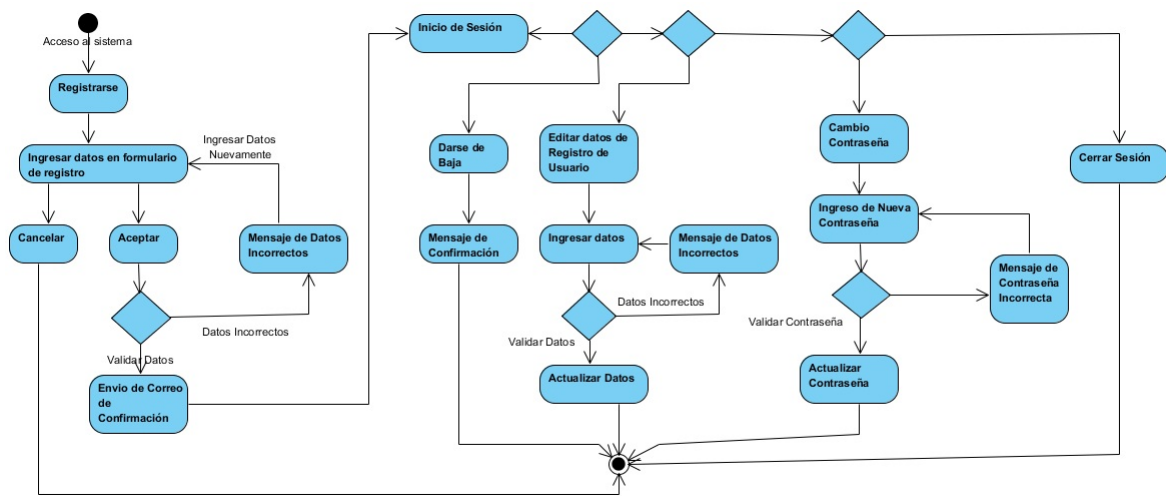 Acceso al sistema
Registrarse
Ingresar Datos
Nuevamente
Ingresar datos en formulario
de registro
Cancelar
Aceptar
Mensaje de Datos
Incorrectos
Datos Incorrectos
Validar Datos
Envio de Correo
de
Confirmación
Inicio de Sesión
Darse de
Baja
Mensaje de
Confirmación
Editar datos de
Registro de
Usuario
Ingresar datos
Mensaje de Datos
Incorrectos
Datos Incorrectos
Validar Datos
Actualizar Datos
Cambio
Contraseña
Ingreso de Nueva
Contraseña
Mensaje de
Contraseña
Incorrecta
Validar Contraseña
Actualizar
Contraseña
Cerrar Sesión